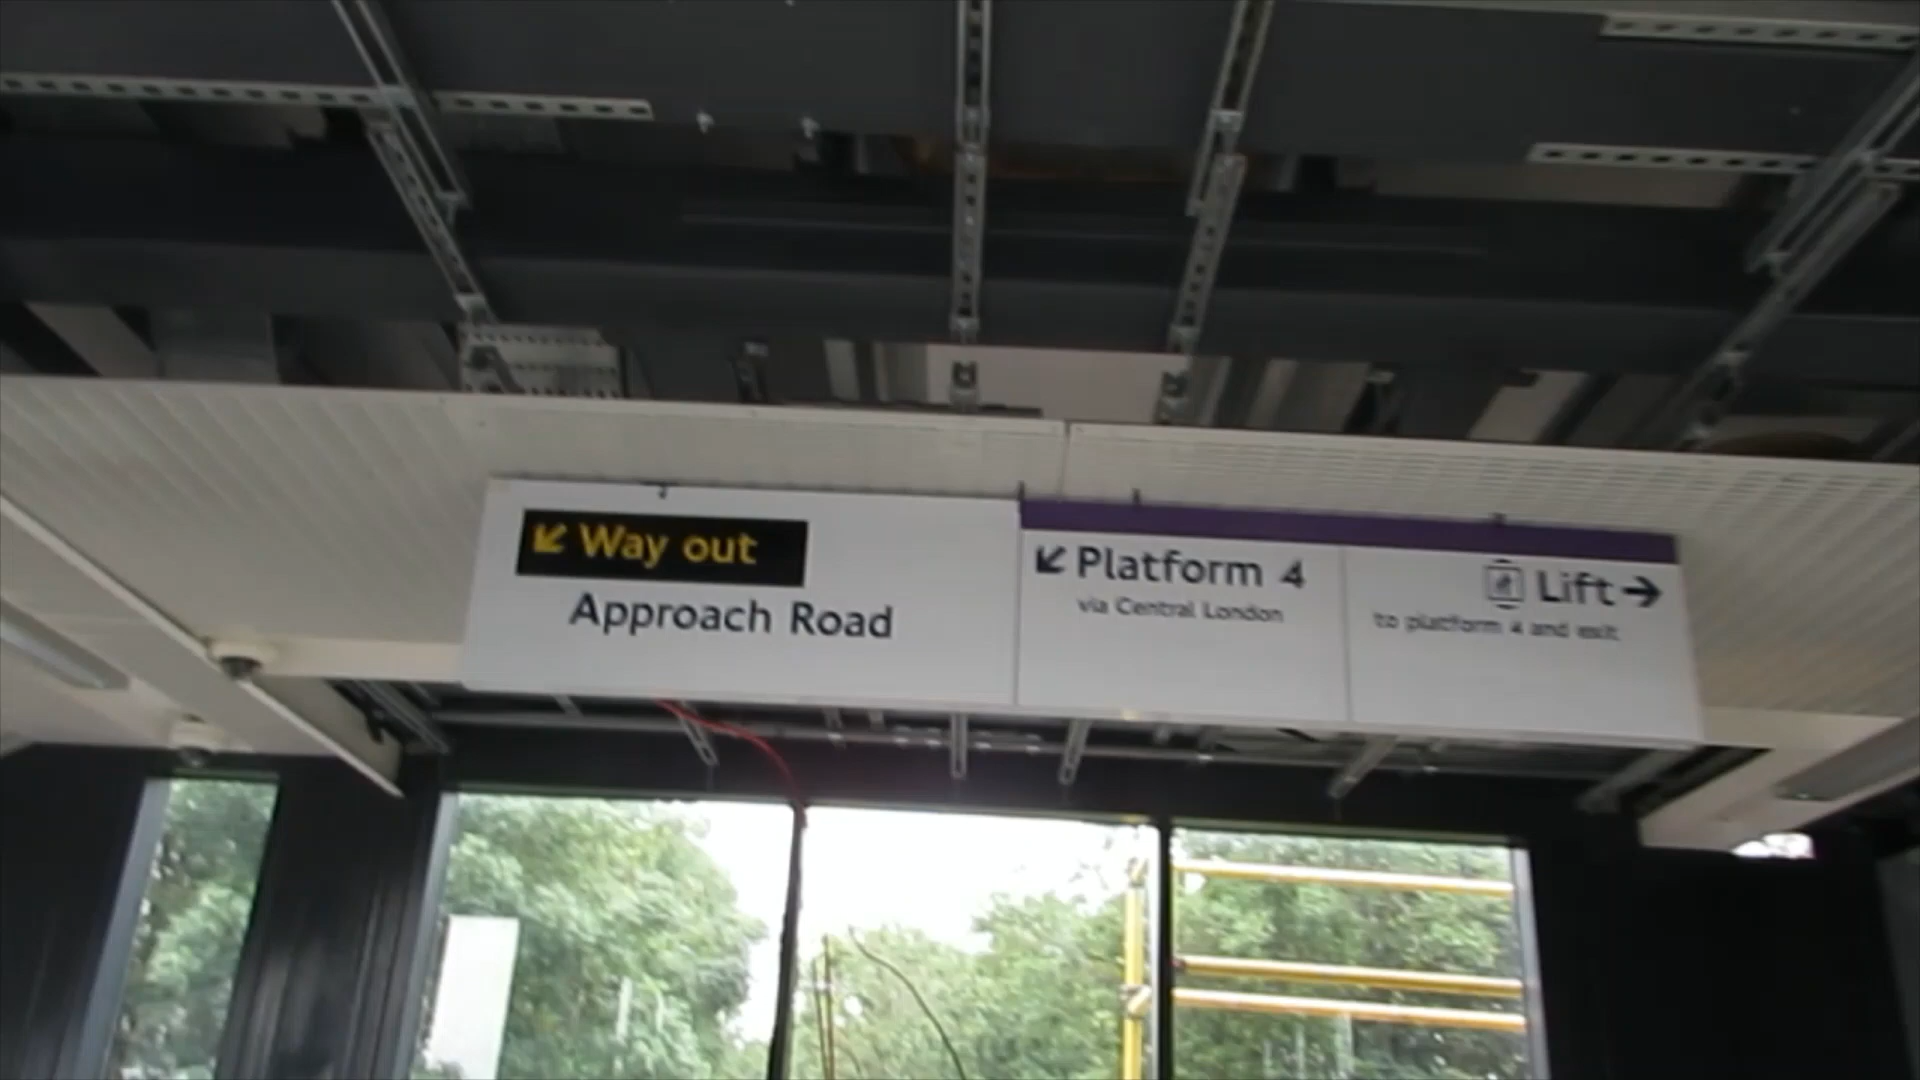 Way out
Approach Road
Platform 4
via Central London
Lift
to platform 4 and exit